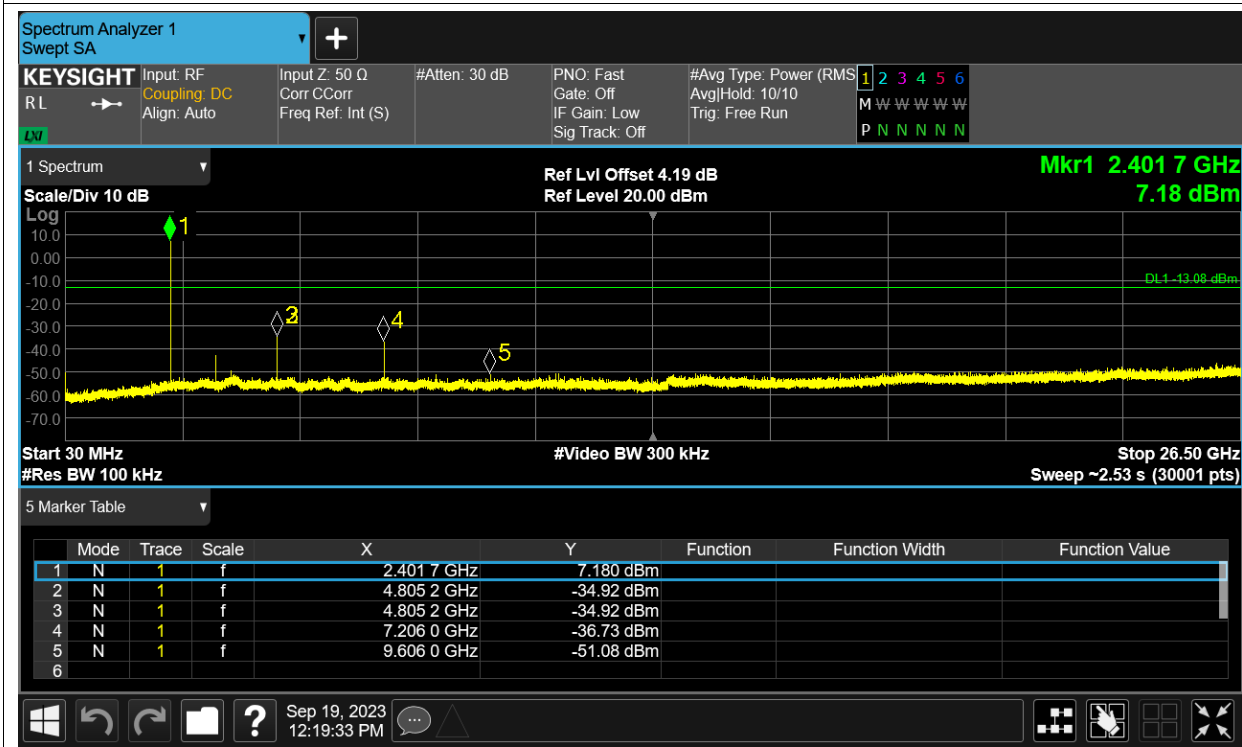 Spectrum Analyzer 1
Swept SA
+
KEYSIGHT Input: RF Input Z: 50 Ω #Atten: 30 dB PNO: Fast #Avg Type: Power (RMS 1 2 3 4 5 6
R L Coupling: DC Corr CCorr Gate: Off Avg|Hold: 10/10 M W W W W W
Align: Auto Freq Ref: Int (S) IF Gain: Low Trig: Free Run
LXI Sig Track: Off P N N N N N
1 Spectrum Ref Lvl Offset 4.19 dB Mkr1 2.401 7 GHz
Scale/Div 10 dB Ref Level 20.00 dBm 7.18 dBm
Log
10.0
0.00
-10.0
-20.0
-30.0
-40.0
-50.0
-60.0
-70.0
1
DL1 -13.08 dBm
2
3
4
5
Start 30 MHz #Video BW 300 kHz Stop 26.50 GHz
#Res BW 100 kHz Sweep ~2.53 s (30001 pts)
5 Marker Table
Mode Trace Scale X Y Function Function Width Function Value
1 N 1 f 2.401 7 GHz 7.180 dBm
2 N 1 f 4.805 2 GHz -34.92 dBm
3 N 1 f 4.805 2 GHz -34.92 dBm
4 N 1 f 7.206 0 GHz -36.73 dBm
5 N 1 f 9.606 0 GHz -51.08 dBm
6
? Sep 19, 2023
12:19:33 PM